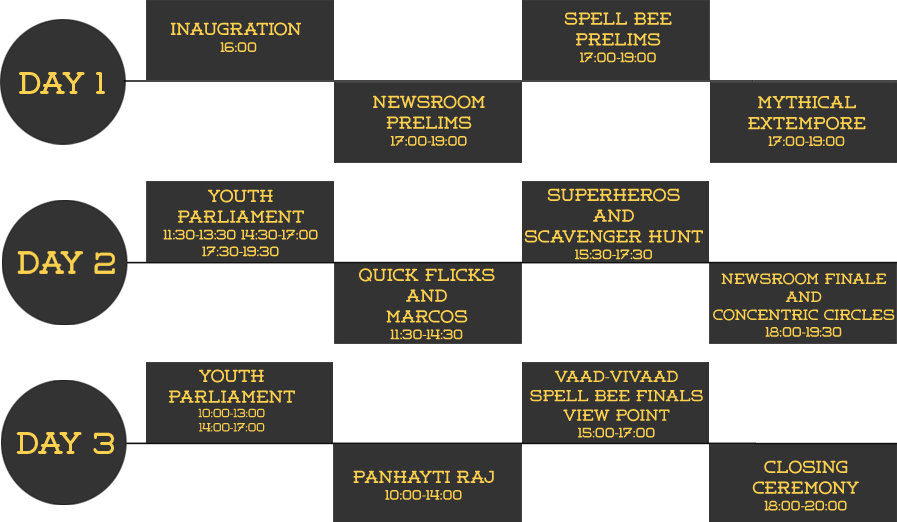 DAY 1
INAUGRATION
16:00
NEWSROOM
PRELIMS
17:00-19:00
SPELL BEE
PRELIMS
17:00-19:00
MYTHICAL
EXTEMPORE
17:00-19:00
DAY 2
YOUTH
PARLIAMENT
11:30-13:30 14:30-17:00
17:30-19:30
QUICK FLICKS
AND
MARCOS
11:30-14:30
SUPERHEROS
AND
SCAVENGER HUNT
15:30-17:30
NEWSROOM FINALE
AND
CONCENTRIC CIRCLES
18:00-19:30
DAY 3
YOUTH
PARLIAMENT
10:00-13:00
14:00-17:00
PANHAYTI RAJ
10:00-14:00
VAAD-VIVAAD
SPELL BEE FINALS
VIEW POINT
15:00-17:00
CLOSING
CEREMONY
18:00-20:00